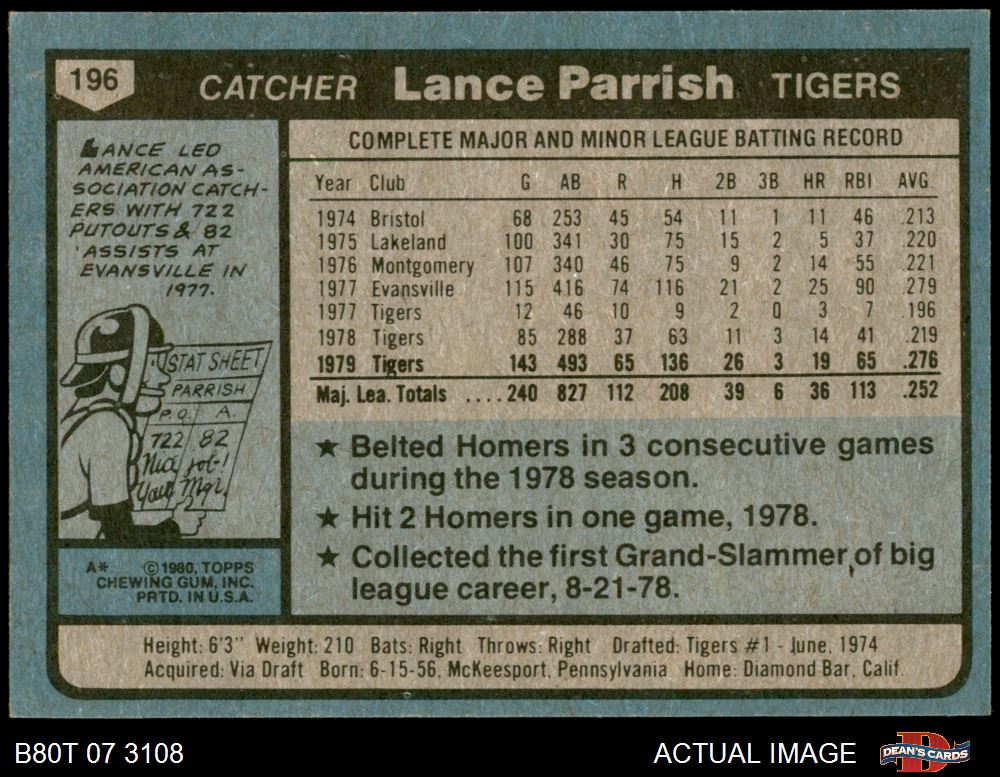 196
CATCHER Lance Parrish TIGERS
LANCE LED
AMERICAN AS-
SOCIATION CATCH-
ERS WITH 722
PUTOUTS & 82
ASSISTS AT
EVANSVILLE IN
1977.
STAT SHEET
PARRISH
P.O. A.
722 82
Nice job!
Your Mgr.
A* © 1980, TOPPS
CHEWING GUM, INC.
PRTD. IN U.S.A.
COMPLETE MAJOR AND MINOR LEAGUE BATTING RECORD
Year Club G AB R H 2B 3B HR RBI AVG.
1974 Bristol 68 253 45 54 11 1 11 46 .213
1975 Lakeland 100 341 30 75 15 2 5 37 .220
1976 Montgomery 107 340 46 75 9 2 14 55 .221
1977 Evansville 115 416 74 116 21 2 25 90 .279
1977 Tigers 12 46 10 9 2 0 3 7 .196
1978 Tigers 85 288 37 63 11 3 14 41 .219
1979 Tigers 143 493 65 136 26 3 19 65 .276
Maj. Lea. Totals .... 240 827 112 208 39 6 36 113 .252
★ Belted Homers in 3 consecutive games
during the 1978 season.
★ Hit 2 Homers in one game, 1978.
★ Collected the first Grand-Slammer of big
league career, 8-21-78.
Height: 6'3" Weight: 210 Bats: Right Throws: Right Drafted: Tigers #1 - June, 1974
Acquired: Via Draft Born: 6-15-56, McKeesport, Pennsylvania Home: Diamond Bar, Calif.
B80T 07 3108 ACTUAL IMAGE DEAN'S CARDS